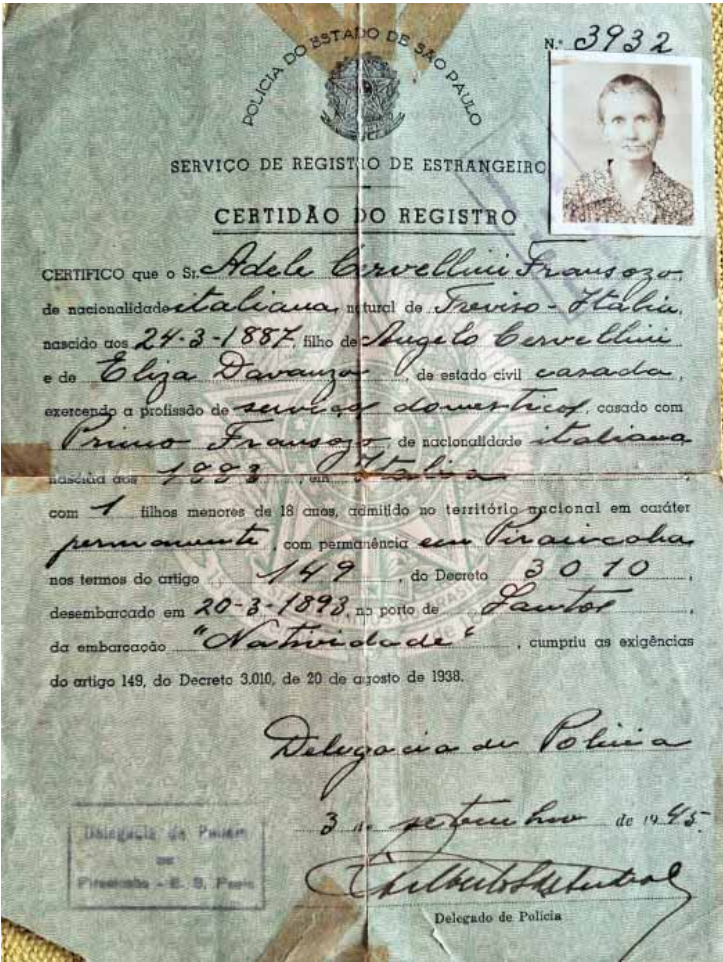 POLICIA DO ESTADO DE SÃO PAULO
N.º 3932
SERVIÇO DE REGISTRO DE ESTRANGEIRO
CERTIDÃO DO REGISTRO
CERTIFICO que o Sr. Adele Cervellini Fransozo,
de nacionalidade italiana, natural de Treviso - Italia,
nascido aos 24-3-1887, filho de Angelo Cervellini
e de Eliza Davanzo, de estado civil casada,
exercendo a profissão de serviços domesticos, casado com
Primo Fransozo de nacionalidade italiana
nascida aos 1883, em Italia
com 1 filhos menores de 18 anos, admitido no território nacional em caráter
permanente, com permanência em Piracicaba
nos termos do artigo 149, do Decreto 3010,
desembarcado em 20-3-1893, no porto de Santos,
da embarcação "Natividade", cumpriu as exigências
do artigo 149, do Decreto 3.010, de 20 de agosto de 1938.
Delegacia de Policia
3 de setembro de 1945.
Delegacia de Policia
Delegado de Policia